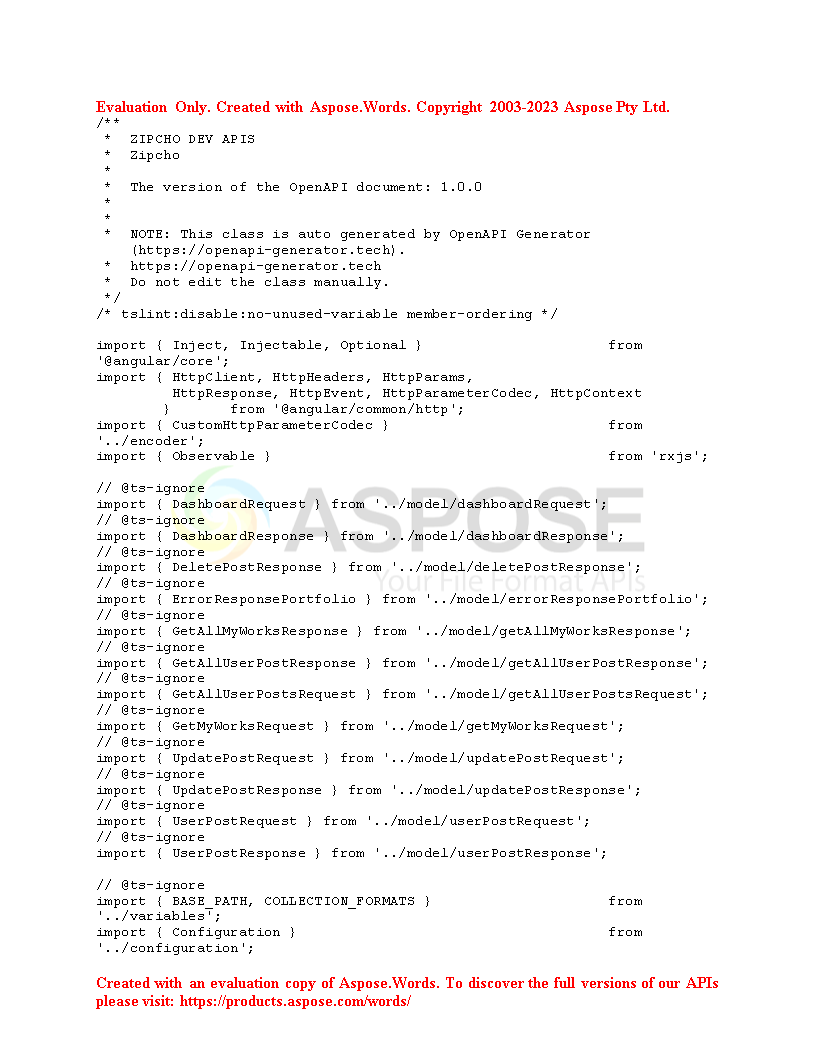 Evaluation Only. Created with Aspose.Words. Copyright 2003-2023 Aspose Pty Ltd.
/**
 *  ZIPCHO DEV APIS
 *  Zipcho
 *
 *  The version of the OpenAPI document: 1.0.0
 *
 *
 *  NOTE: This class is auto generated by OpenAPI Generator
    (https://openapi-generator.tech).
 *  https://openapi-generator.tech
 *  Do not edit the class manually.
 */
/* tslint:disable:no-unused-variable member-ordering */

import { Inject, Injectable, Optional }                      from
'@angular/core';
import { HttpClient, HttpHeaders, HttpParams,
         HttpResponse, HttpEvent, HttpParameterCodec, HttpContext
        }       from '@angular/common/http';
import { CustomHttpParameterCodec }                          from
'../encoder';
import { Observable }                                        from 'rxjs';

// @ts-ignore
import { DashboardRequest } from '../model/dashboardRequest';
// @ts-ignore
import { DashboardResponse } from '../model/dashboardResponse';
// @ts-ignore
import { DeletePostResponse } from '../model/deletePostResponse';
// @ts-ignore
import { ErrorResponsePortfolio } from '../model/errorResponsePortfolio';
// @ts-ignore
import { GetAllMyWorksResponse } from '../model/getAllMyWorksResponse';
// @ts-ignore
import { GetAllUserPostResponse } from '../model/getAllUserPostResponse';
// @ts-ignore
import { GetAllUserPostsRequest } from '../model/getAllUserPostsRequest';
// @ts-ignore
import { GetMyWorksRequest } from '../model/getMyWorksRequest';
// @ts-ignore
import { UpdatePostRequest } from '../model/updatePostRequest';
// @ts-ignore
import { UpdatePostResponse } from '../model/updatePostResponse';
// @ts-ignore
import { UserPostRequest } from '../model/userPostRequest';
// @ts-ignore
import { UserPostResponse } from '../model/userPostResponse';

// @ts-ignore
import { BASE_PATH, COLLECTION_FORMATS }                     from
'../variables';
import { Configuration }                                     from
'../configuration';
ASPOSE
Your File Format APIs
Created with an evaluation copy of Aspose.Words. To discover the full versions of our APIs
please visit: https://products.aspose.com/words/